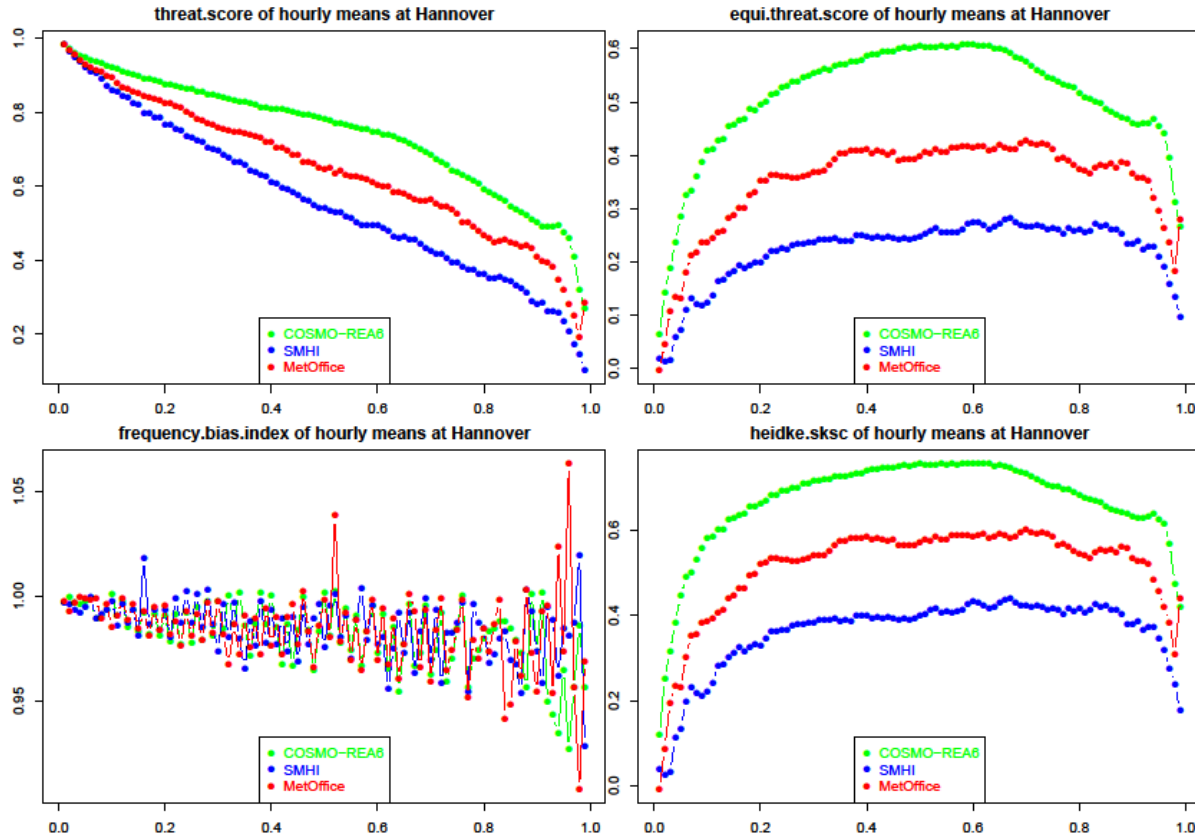 threat.score of hourly means at Hannover
1.0
0.8
0.6
0.4
0.2
COSMO−REA6
SMHI
MetOffice
0.0 0.2 0.4 0.6 0.8 1.0
equi.threat.score of hourly means at Hannover
0.6
0.5
0.4
0.3
0.2
0.1
0.0
COSMO−REA6
SMHI
MetOffice
0.0 0.2 0.4 0.6 0.8 1.0
frequency.bias.index of hourly means at Hannover
1.05
1.00
0.95
COSMO−REA6
SMHI
MetOffice
0.0 0.2 0.4 0.6 0.8 1.0
heidke.sksc of hourly means at Hannover
0.6
0.4
0.2
0.0
COSMO−REA6
SMHI
MetOffice
0.0 0.2 0.4 0.6 0.8 1.0